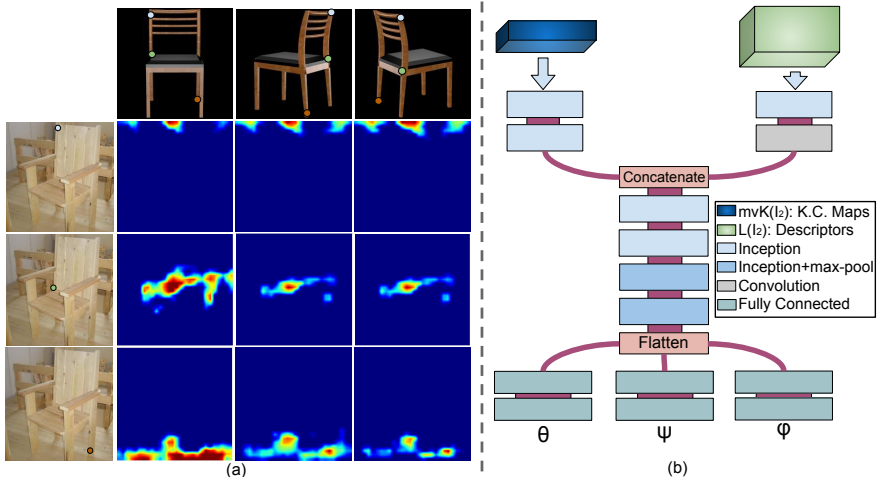 Concatenate
mvK(I₂): K.C. Maps
L(I₂): Descriptors
Inception
Inception+max-pool
Convolution
Fully Connected
Flatten
θ ψ φ
(a) (b)